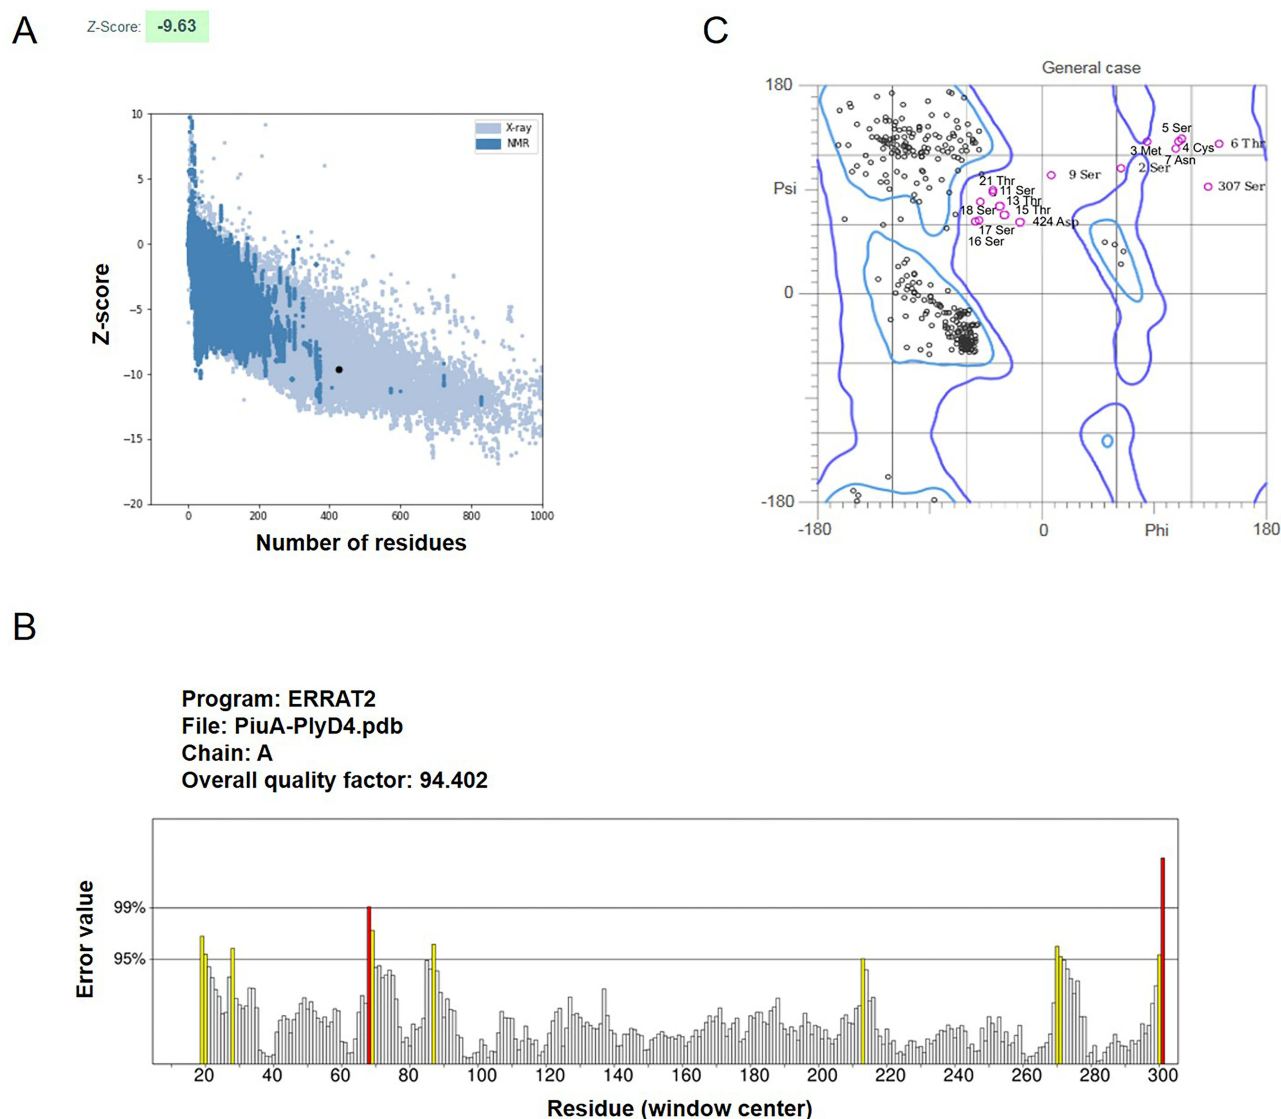 A
Z-Score: -9.63
10
5
0
−5
−10
−15
−20
Z-score
X-ray
NMR
0 200 400 600 800 1000
Number of residues
C
General case
180
Psi
0
-180
-180 0 Phi 180
5 Ser
3 Met
4 Cys
6 Thr
7 Asn
2 Ser
9 Ser
307 Ser
21 Thr
11 Ser
13 Thr
18 Ser
15 Thr
424 Asp
17 Ser
16 Ser
B
Program: ERRAT2
File: PiuA-PlyD4.pdb
Chain: A
Overall quality factor: 94.402
99%
95%
Error value
20 40 60 80 100 120 140 160 180 200 220 240 260 270 280 300
Residue (window center)